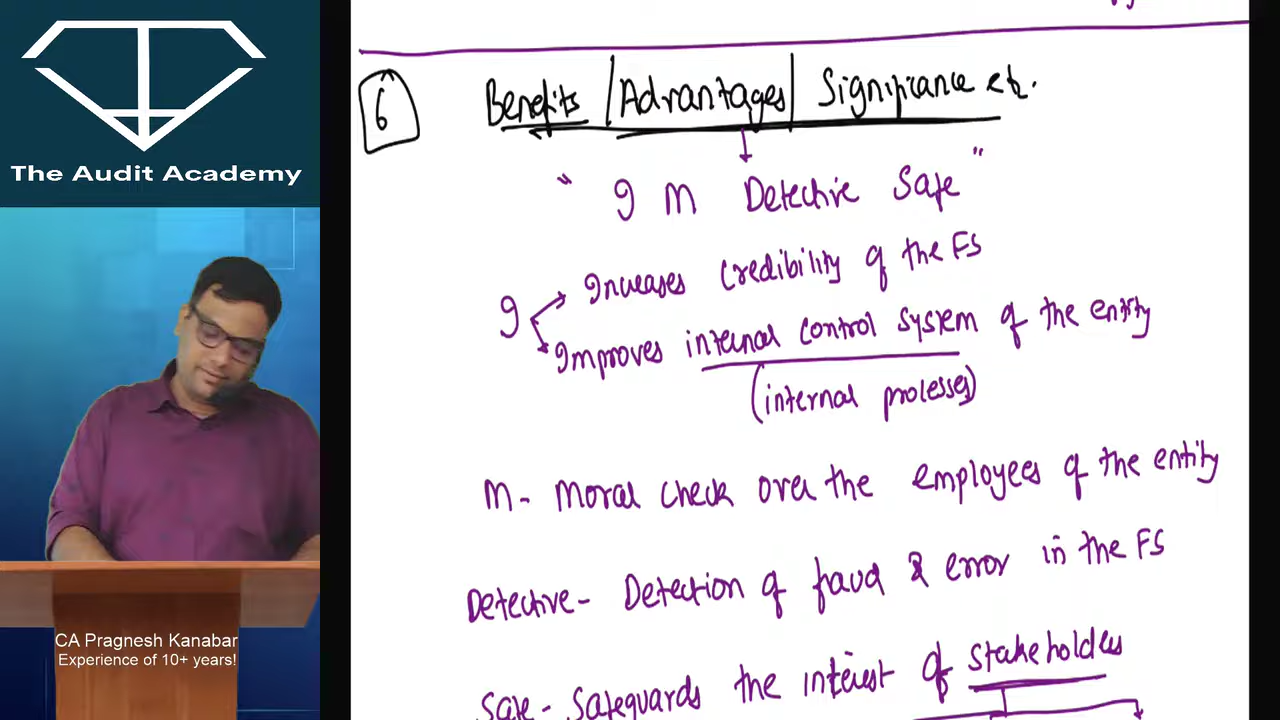 The Audit Academy
CA Pragnesh Kanabar
Experience of 10+ years!
6
Benefits / Advantages / Significance etc.
" I M Detective Safe "
I
Increases credibility of the FS
Improves internal control system of the entity
(internal processes)
M - Moral check over the employees of the entity
Detective - Detection of fraud & error in the FS
Safe - Safeguards the interest of stakeholders